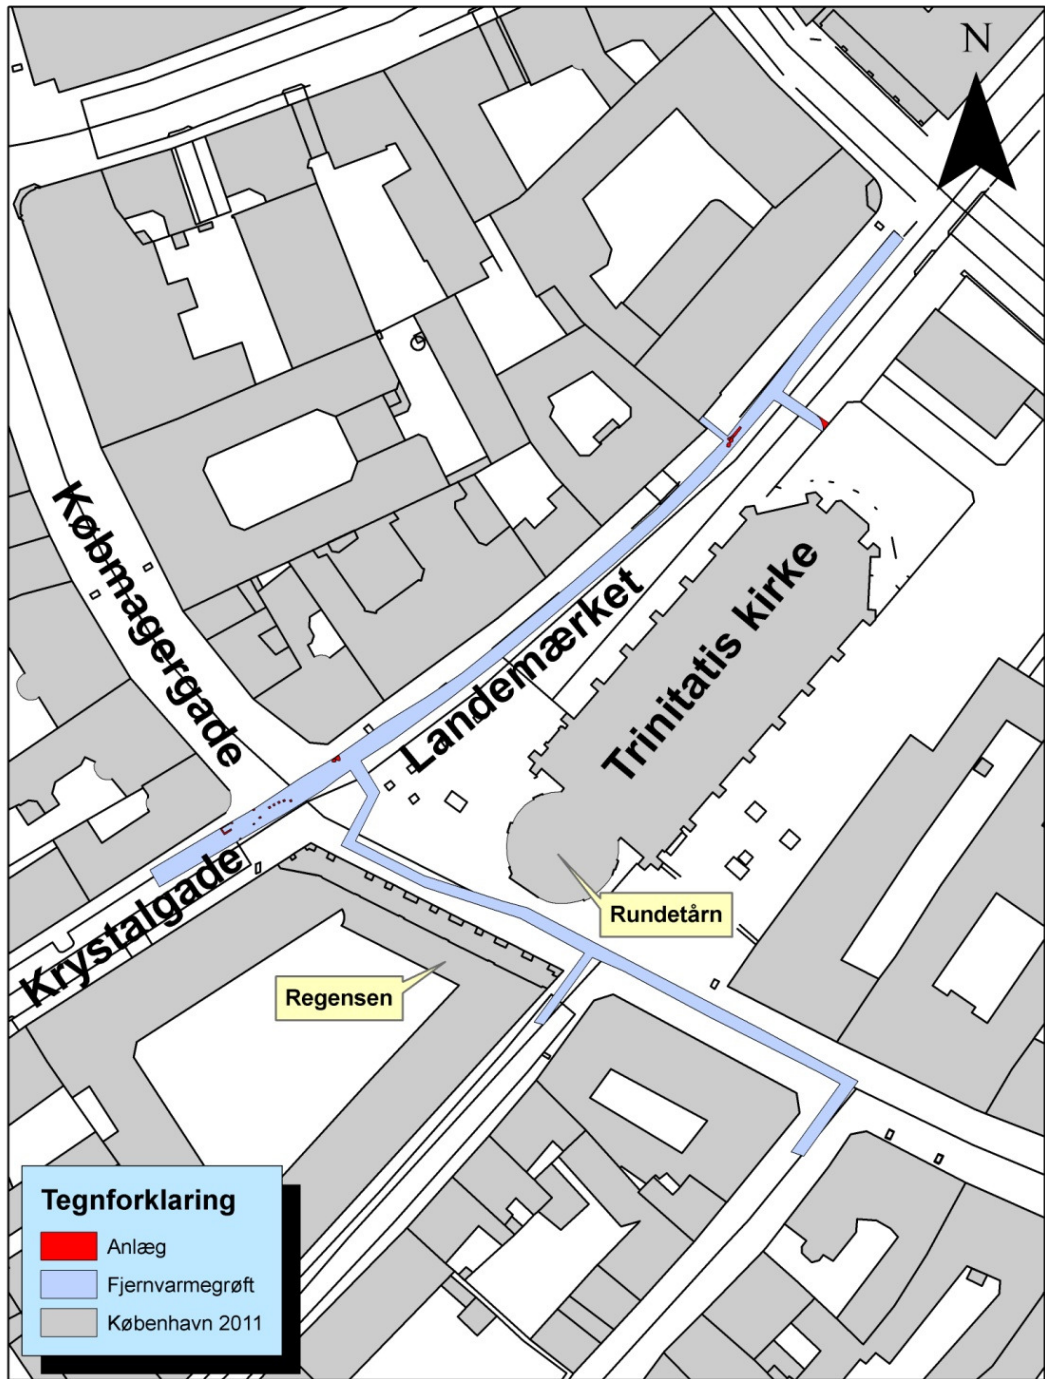 N
Købmagergade
Landemærket
Trinitatis kirke
Krystalgade
Rundetårn
Regensen
Tegnforklaring
Anlæg
Fjernvarmegrøft
København 2011